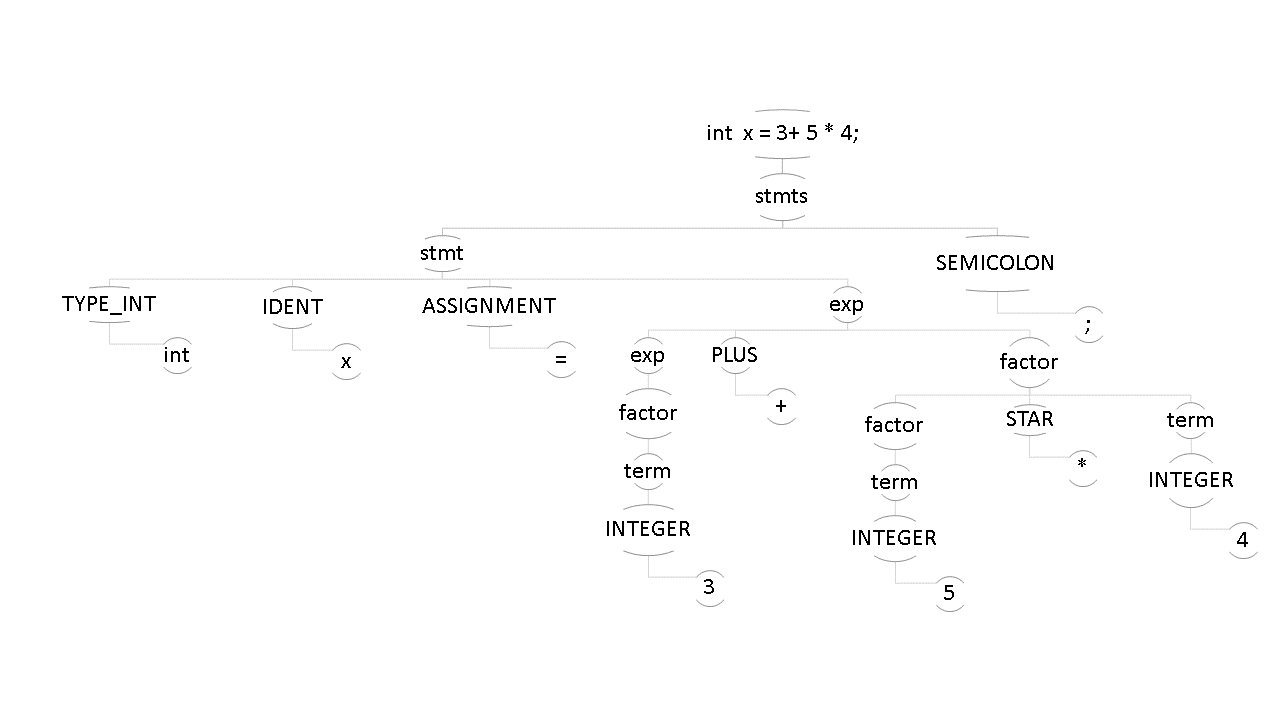 int x = 3+ 5 * 4;
stmts
stmt
SEMICOLON
;
TYPE_INT
int
IDENT
x
ASSIGNMENT
=
exp
exp
factor
term
INTEGER
3
PLUS
+
factor
factor
term
INTEGER
5
STAR
*
term
INTEGER
4